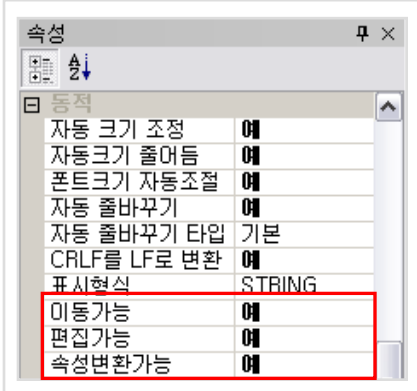 속성
동적
자동 크기 조정 예
자동크기 줄어듬 예
폰트크기 자동조절 예
자동 줄바꾸기 예
자동 줄바꾸기 타입 기본
CRLF를 LF로 변환 예
표시형식 STRING
이동가능 예
편집가능 예
속성변환가능 예